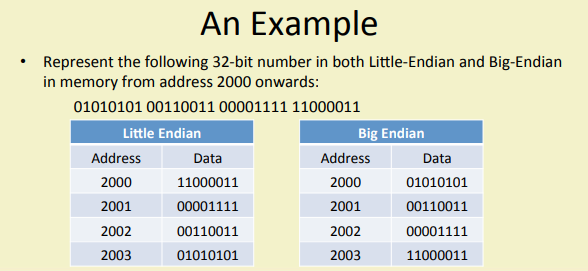 An Example
• Represent the following 32-bit number in both Little-Endian and Big-Endian
in memory from address 2000 onwards:
01010101 00110011 00001111 11000011
Little Endian
Address Data
2000 11000011
2001 00001111
2002 00110011
2003 01010101
Big Endian
Address Data
2000 01010101
2001 00110011
2002 00001111
2003 11000011